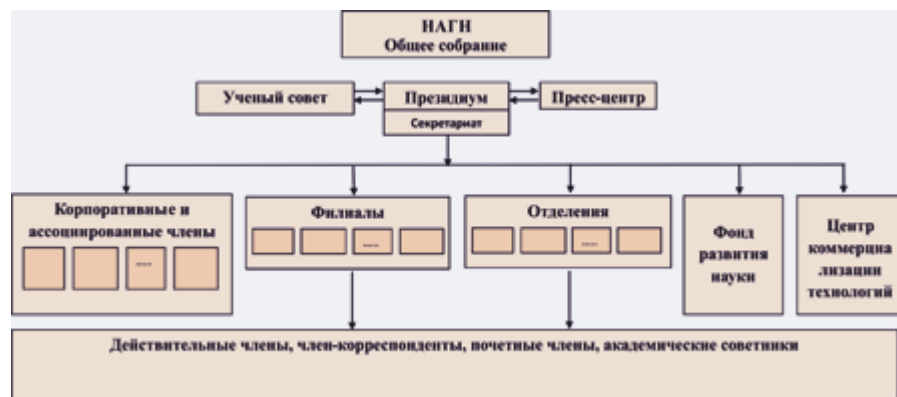 НАГН
Общее собрание
Ученый совет
Президиум
Пресс-центр
Секретариат
Корпоративные и
ассоциированные члены
.....
Филиалы
.....
Отделения
.....
Фонд
развития
науки
Центр
коммерциа
лизации
технологий
Действительные члены, член-корреспонденты, почетные члены, академические советники